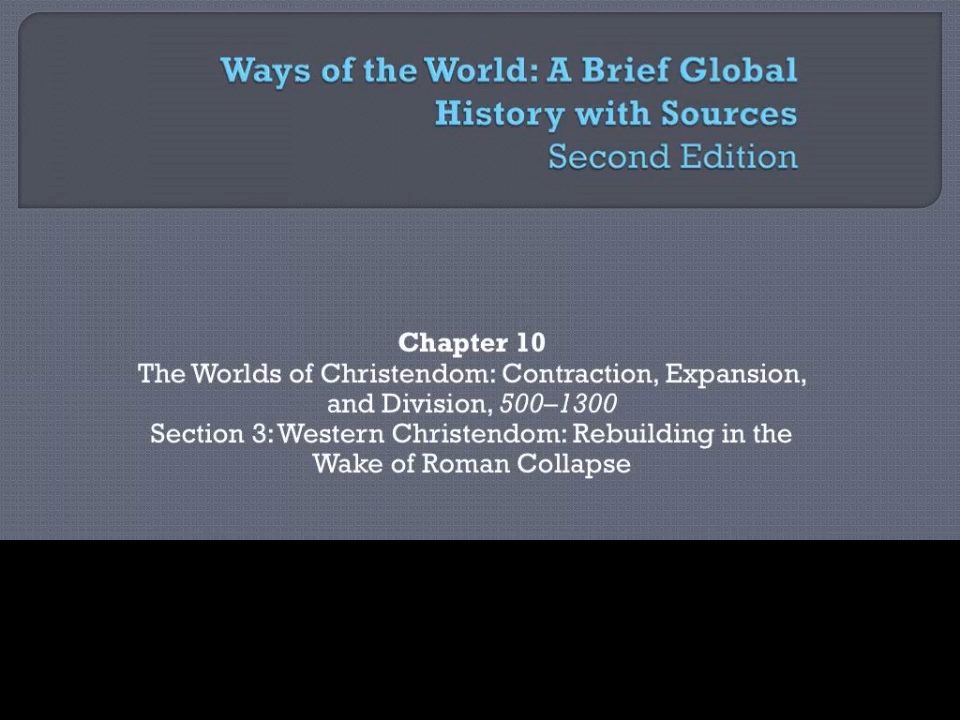 Ways of the World: A Brief Global
History with Sources
Second Edition
Chapter 10
The Worlds of Christendom: Contraction, Expansion,
and Division, 500–1300
Section 3: Western Christendom: Rebuilding in the
Wake of Roman Collapse